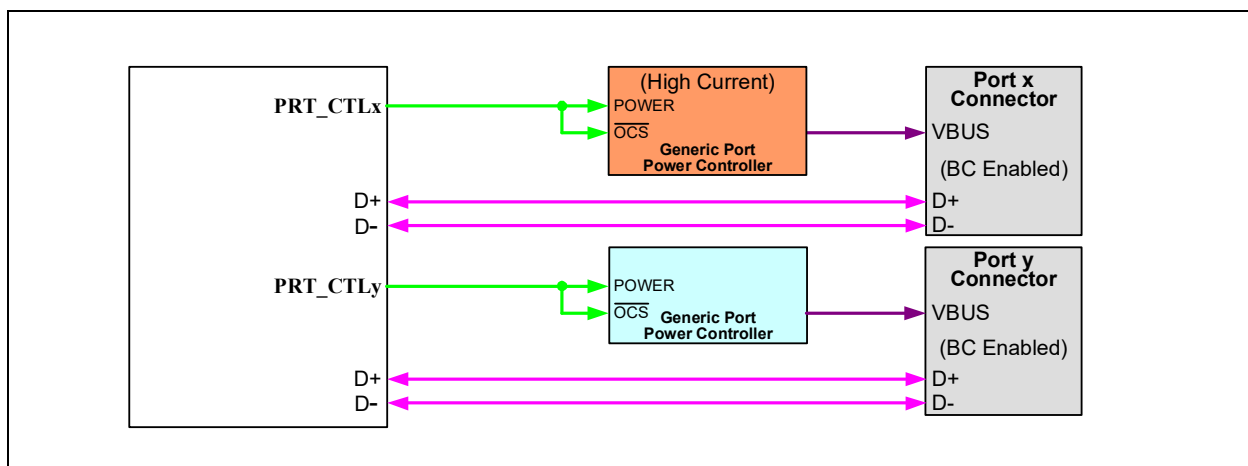 PRT_CTLx
D+
D-
PRT_CTLy
D+
D-
(High Current)
POWER
OCS
Generic Port
Power Controller
POWER
OCS
Generic Port
Power Controller
Port x
Connector
VBUS
(BC Enabled)
D+
D-
Port y
Connector
VBUS
(BC Enabled)
D+
D-